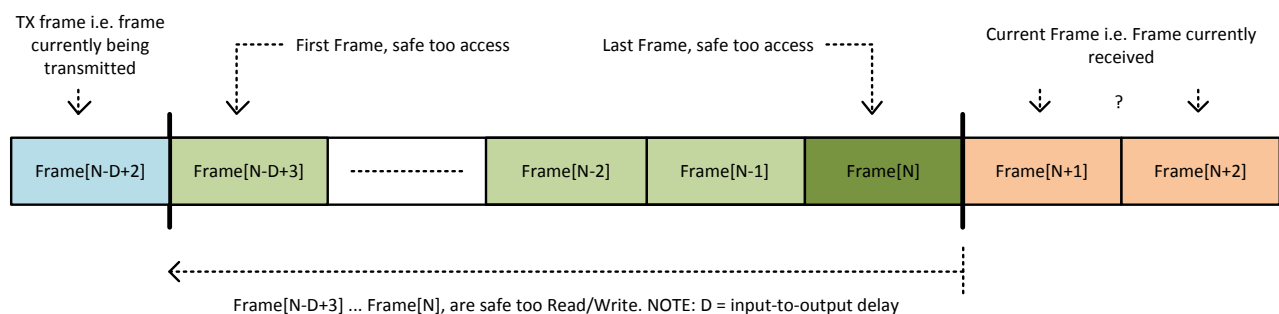 TX frame i.e. frame
currently being
transmitted
First Frame, safe too access
Last Frame, safe too access
Current Frame i.e. Frame currently
received
?
Frame[N-D+2]
Frame[N-D+3]
Frame[N-2]
Frame[N-1]
Frame[N]
Frame[N+1]
Frame[N+2]
Frame[N-D+3] ... Frame[N], are safe too Read/Write. NOTE: D = input-to-output delay